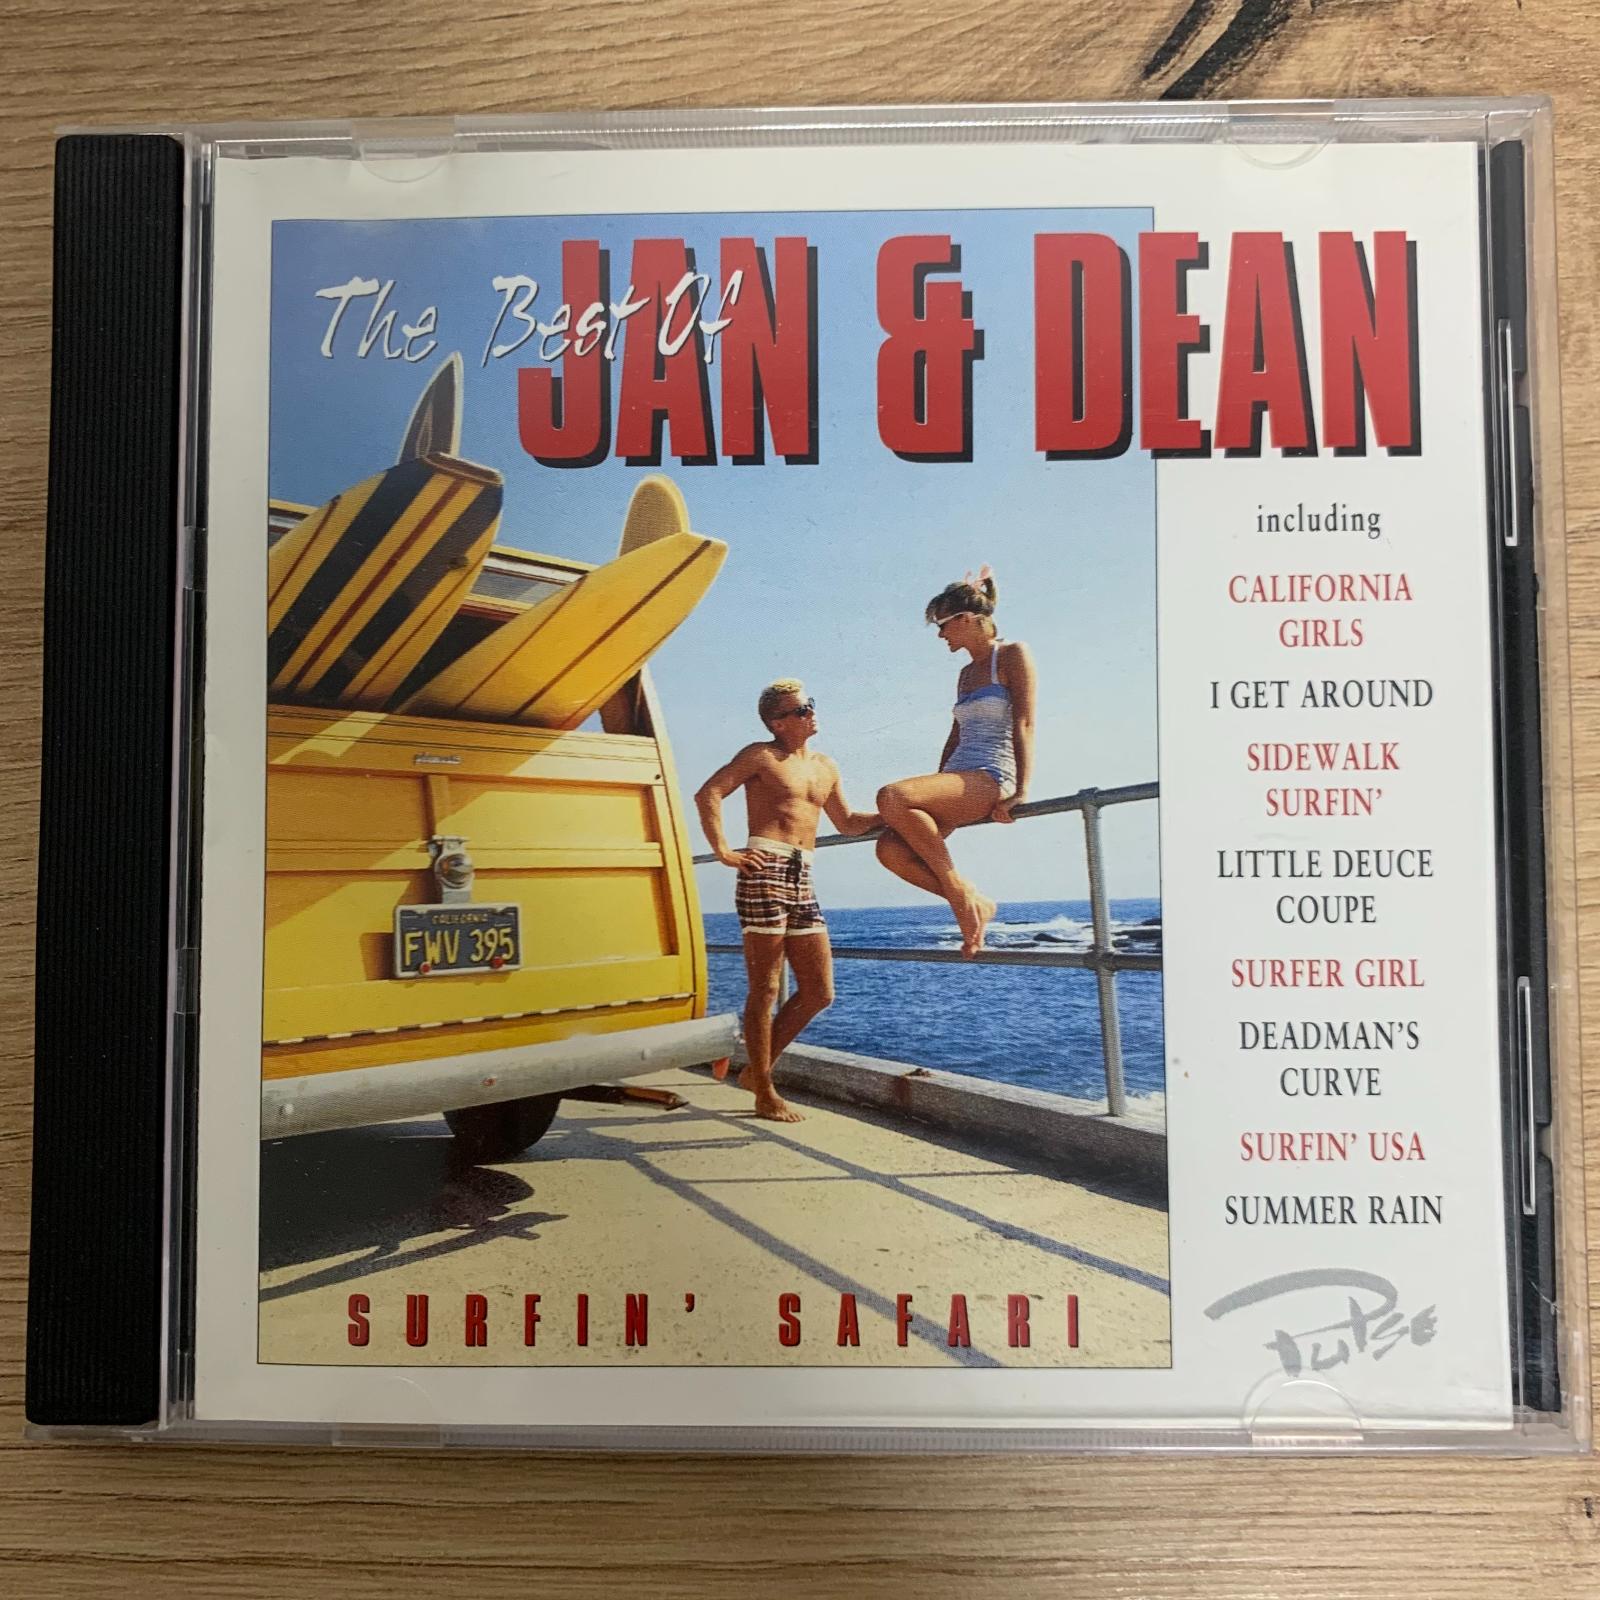 The Best Of
JAN & DEAN
including
CALIFORNIA
GIRLS
I GET AROUND
SIDEWALK
SURFIN'
LITTLE DEUCE
COUPE
SURFER GIRL
DEADMAN'S
CURVE
SURFIN' USA
SUMMER RAIN
CALIFORNIA
FWV 395
SURFIN' SAFARI
PULSE